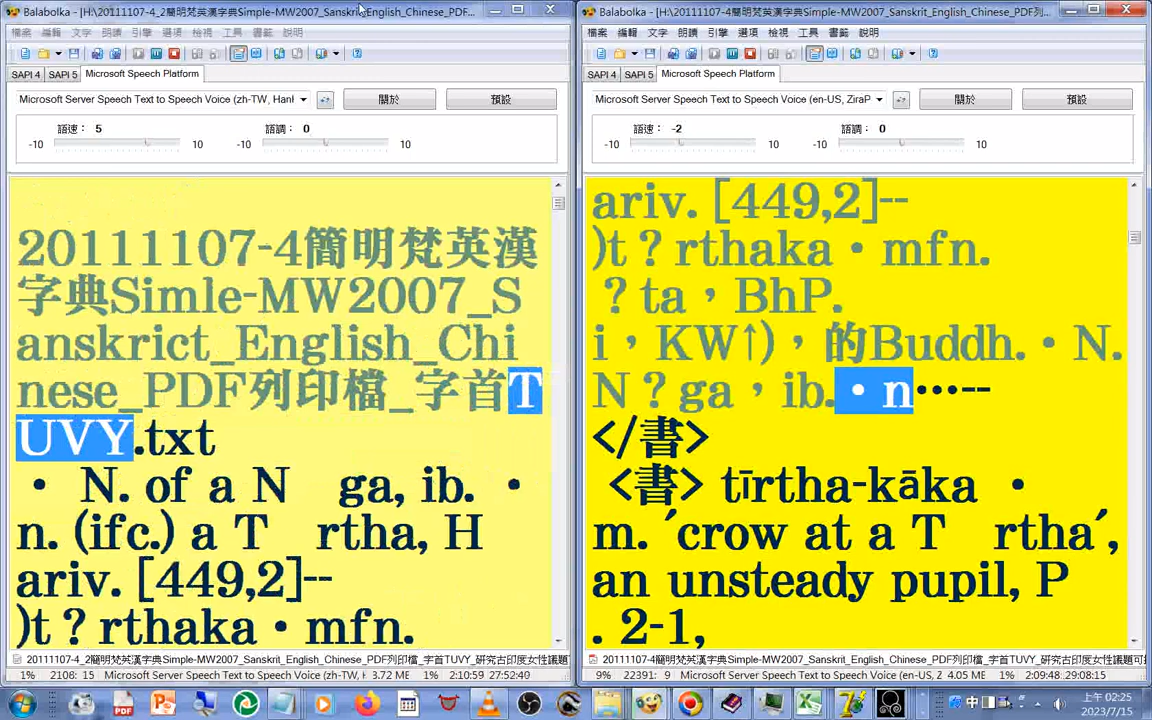 Balabolka - [H:\20111107-4_2簡明梵英漢字典Simple-MW2007_Sanskrit_English_Chinese_PDF...
檔案 編輯 文字 朗讀 引擎 選項 檢視 工具 書籤 說明
SAPI 4 SAPI 5 Microsoft Speech Platform
Microsoft Server Speech Text to Speech Voice (zh-TW, Hanl
關於 預設
語速： 5 語調： 0
-10 10 -10 10
20111107-4簡明梵英漢
字典Simle-MW2007_S
anskrict_English_Chi
nese_PDF列印檔_字首T
UVY.txt
• N. of a N ga, ib. •
n. (ifc.) a T rtha, H
ariv. [449,2]--
)t？rthaka•mfn.
20111107-4_2簡明梵英漢字典Simple-MW2007_Sanskrit_English_Chinese_PDF列印檔_字首TUVY_研究古印度女性議題
1% 2108: 15 Microsoft Server Speech Text to Speech Voice (zh-TW, H 3.72 MB 1% 2:10:59 27:52:40
Balabolka - [H:\20111107-4簡明梵英漢字典Simple-MW2007_Sanskrit_English_Chinese_PDF列...
檔案 編輯 文字 朗讀 引擎 選項 檢視 工具 書籤 說明
SAPI 4 SAPI 5 Microsoft Speech Platform
Microsoft Server Speech Text to Speech Voice (en-US, ZiraP
關於 預設
語速： -2 語調： 0
-10 10 -10 10
ariv. [449,2]--
)t？rthaka•mfn.
？ta，BhP.
i，KW↑)，的Buddh.•N.
N？ga，ib.•n…--
</書>
<書> tīrtha-kāka •
m. ´crow at a T rtha´,
an unsteady pupil, P
. 2-1,
20111107-4簡明梵英漢字典Simple-MW2007_Sanskrit_English_Chinese_PDF列印檔_字首TUVY_研究古印度女性議題可
9% 22391: 9 Microsoft Server Speech Text to Speech Voice (en-US, Z 4.05 MB 1% 2:09:48 29:08:15
中
上午 02:25
2023/7/15